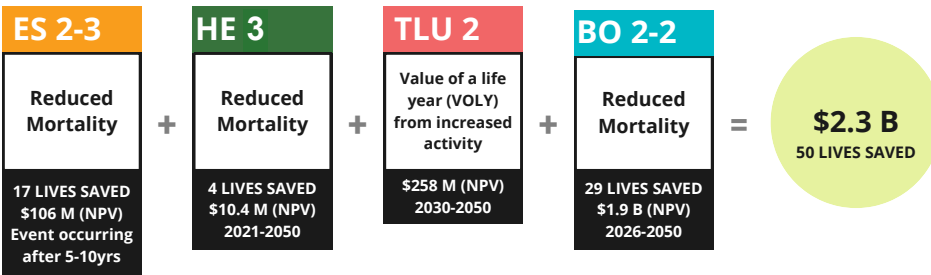 ES 2-3
Reduced
Mortality
17 LIVES SAVED
$106 M (NPV)
Event occurring
after 5-10yrs
+
HE 3
Reduced
Mortality
4 LIVES SAVED
$10.4 M (NPV)
2021-2050
+
TLU 2
Value of a life
year (VOLY)
from increased
activity
$258 M (NPV)
2030-2050
+
BO 2-2
Reduced
Mortality
29 LIVES SAVED
$1.9 B (NPV)
2026-2050
=
$2.3 B
50 LIVES SAVED